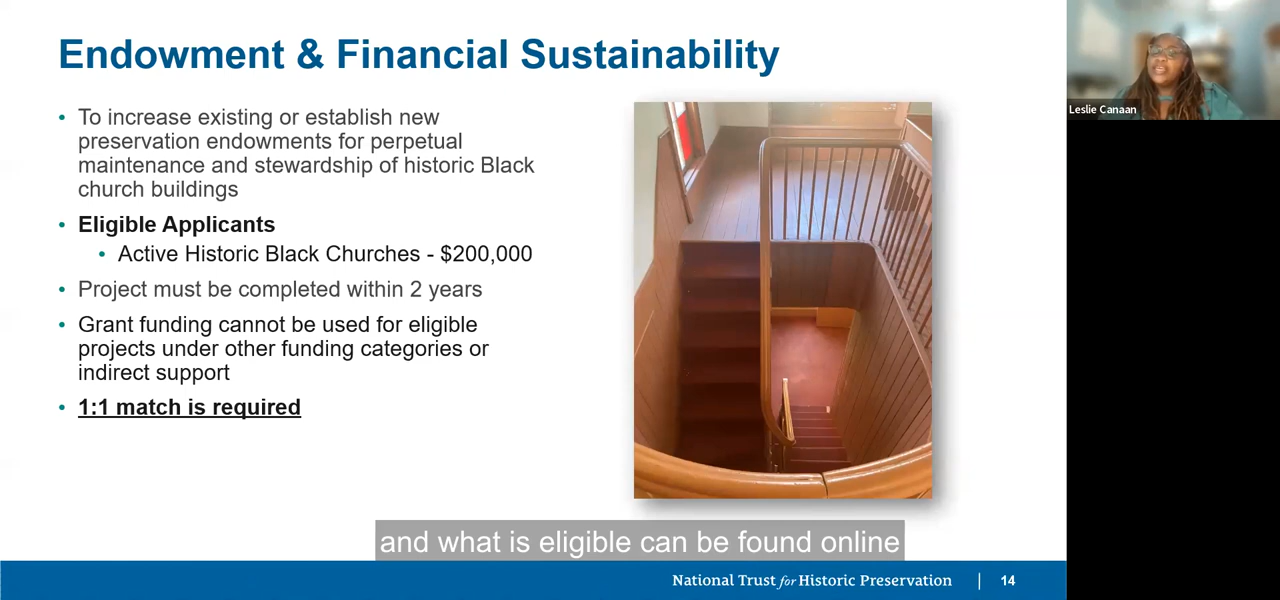 Endowment & Financial Sustainability
• To increase existing or establish new
preservation endowments for perpetual
maintenance and stewardship of historic Black
church buildings
• Eligible Applicants
• Active Historic Black Churches - $200,000
• Project must be completed within 2 years
• Grant funding cannot be used for eligible
projects under other funding categories or
indirect support
• 1:1 match is required
Leslie Canaan
and what is eligible can be found online
National Trust for Historic Preservation | 14